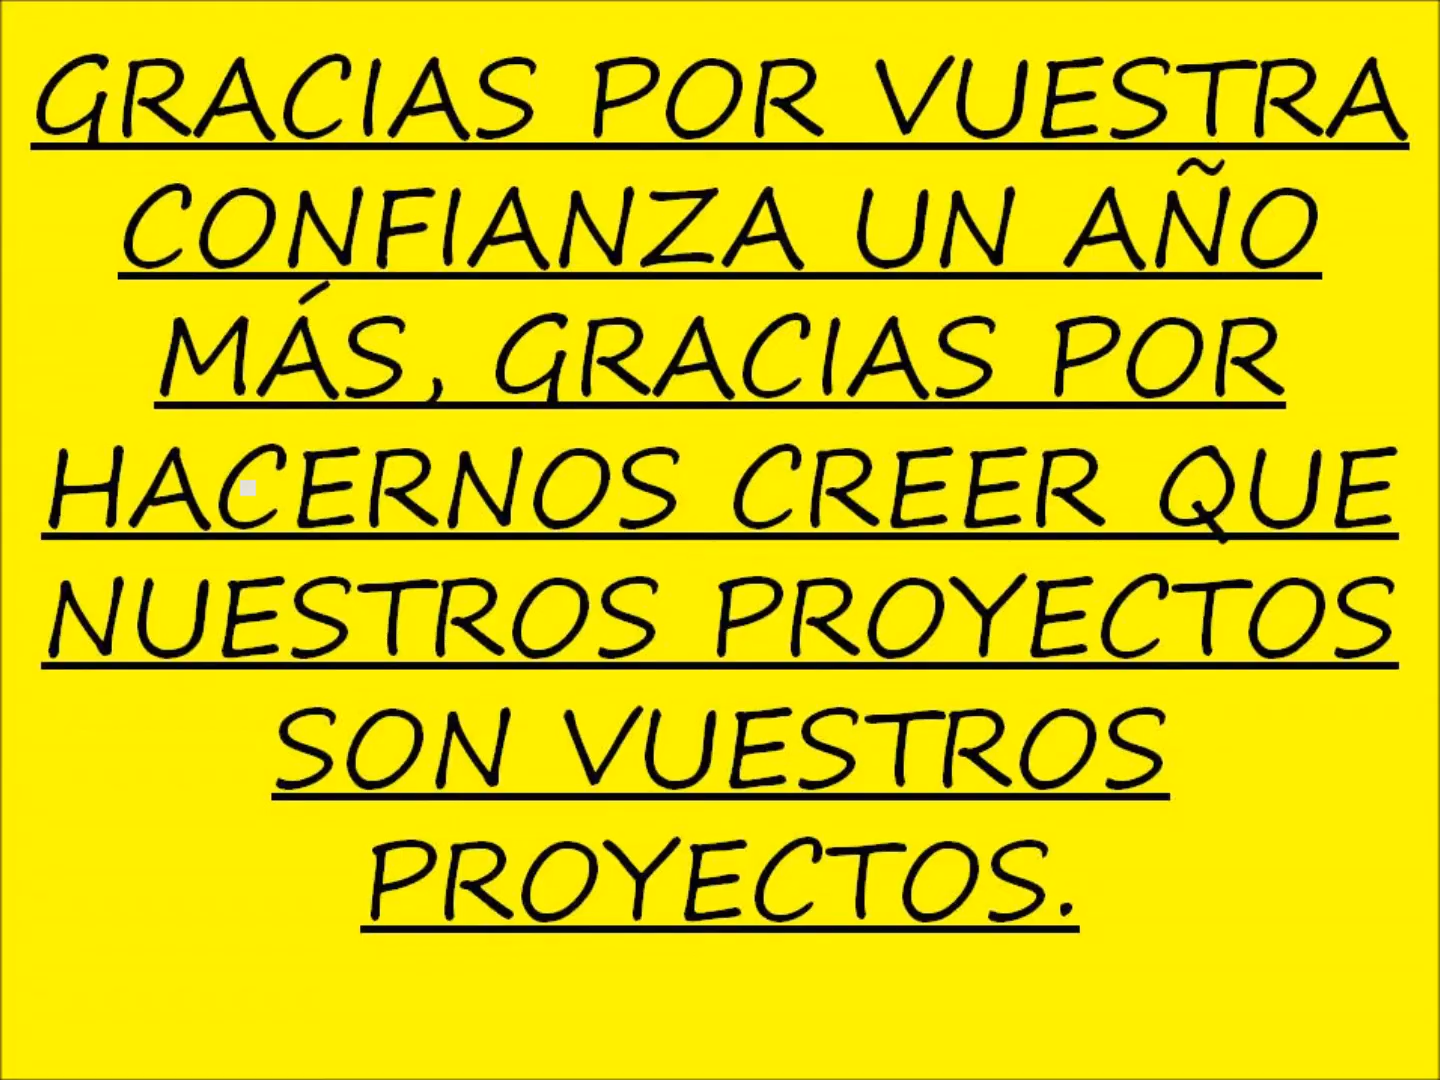 GRACIAS POR VUESTRA
CONFIANZA UN AÑO
MÁS, GRACIAS POR
HACERNOS CREER QUE
NUESTROS PROYECTOS
SON VUESTROS
PROYECTOS.